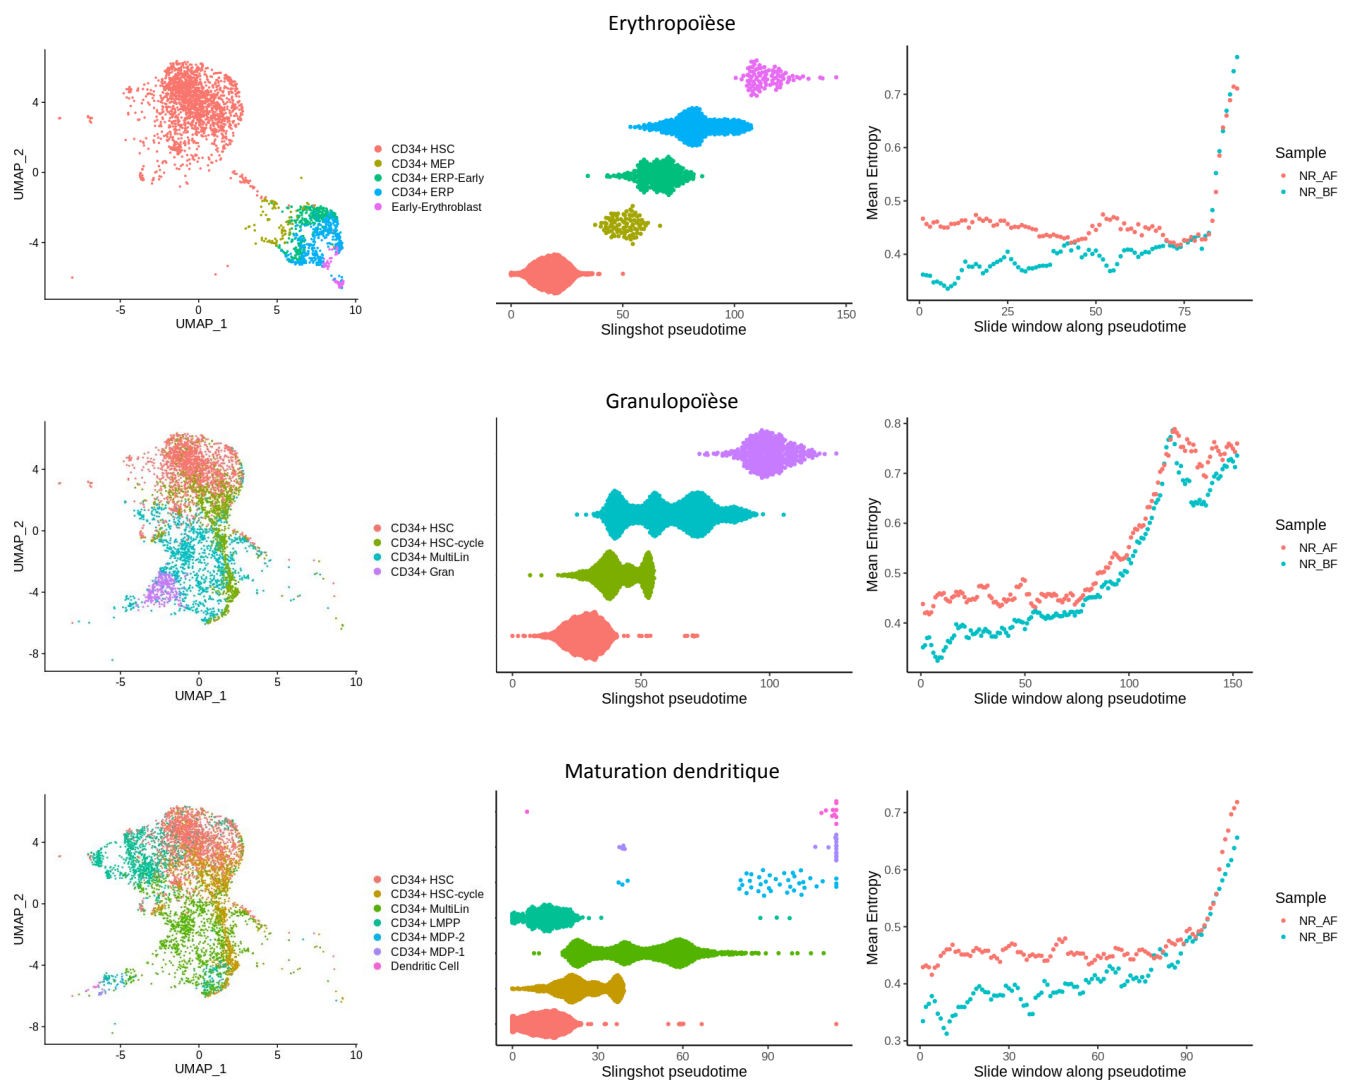 Erythropoïèse
UMAP_2
4
0
-4
-5
0
5
10
UMAP_1
CD34+ HSC
CD34+ MEP
CD34+ ERP-Early
CD34+ ERP
Early-Erythroblast
0
50
100
150
Slingshot pseudotime
Mean Entropy
0.7
0.6
0.5
0.4
0
25
50
75
Slide window along pseudotime
Sample
NR_AF
NR_BF
Granulopoïèse
UMAP_2
4
0
-4
-8
-5
0
5
10
UMAP_1
CD34+ HSC
CD34+ HSC-cycle
CD34+ MultiLin
CD34+ Gran
0
50
100
Slingshot pseudotime
Mean Entropy
0.8
0.7
0.6
0.5
0.4
0
50
100
150
Slide window along pseudotime
Sample
NR_AF
NR_BF
Maturation dendritique
UMAP_2
4
0
-4
-8
-5
0
5
10
UMAP_1
CD34+ HSC
CD34+ HSC-cycle
CD34+ MultiLin
CD34+ LMPP
CD34+ MDP-2
CD34+ MDP-1
Dendritic Cell
0
30
60
90
Slingshot pseudotime
Mean Entropy
0.7
0.6
0.5
0.4
0.3
0
30
60
90
Slide window along pseudotime
Sample
NR_AF
NR_BF